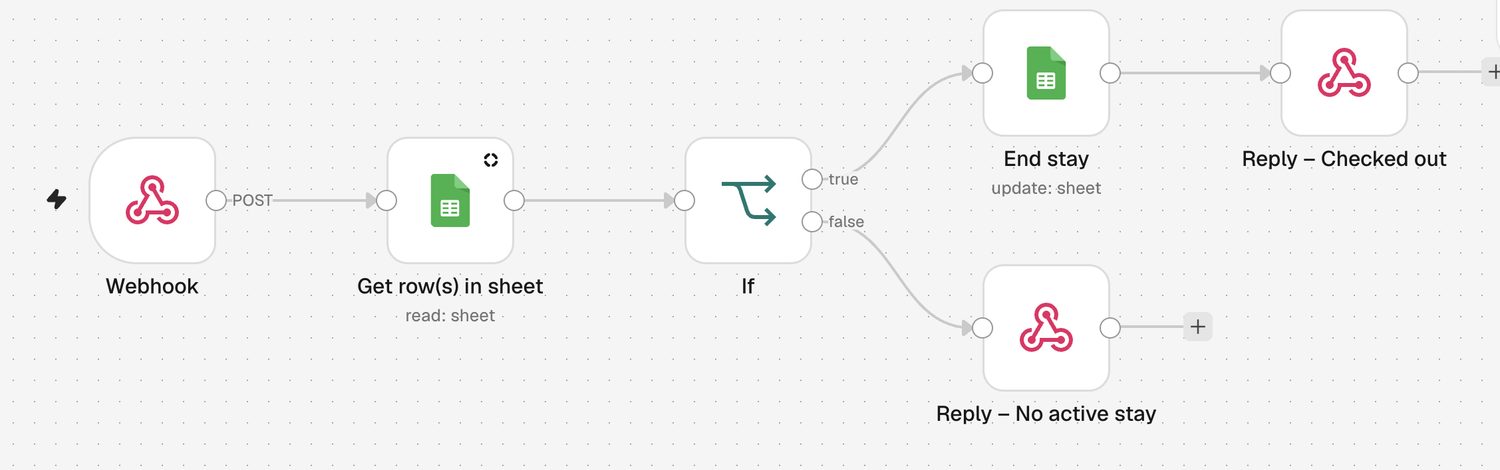 POST
Webhook
Get row(s) in sheet
read: sheet
If
true
false
End stay
update: sheet
Reply – Checked out
Reply – No active stay